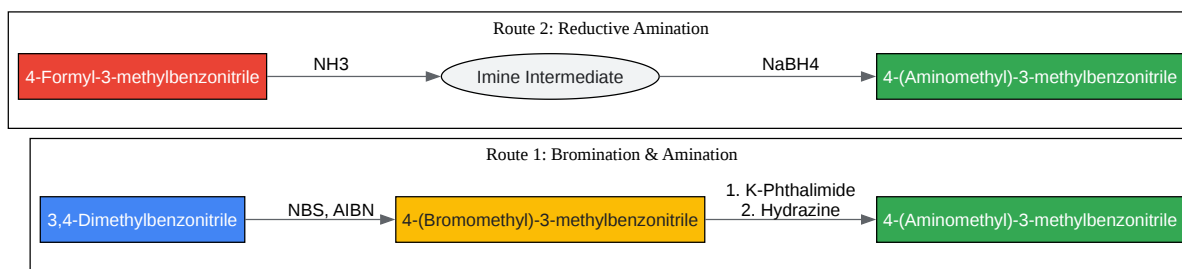 Route 2: Reductive Amination
4-Formyl-3-methylbenzonitrile
NH3
Imine Intermediate
NaBH4
4-(Aminomethyl)-3-methylbenzonitrile
Route 1: Bromination & Amination
3,4-Dimethylbenzonitrile
NBS, AIBN
4-(Bromomethyl)-3-methylbenzonitrile
1. K-Phthalimide
2. Hydrazine
4-(Aminomethyl)-3-methylbenzonitrile